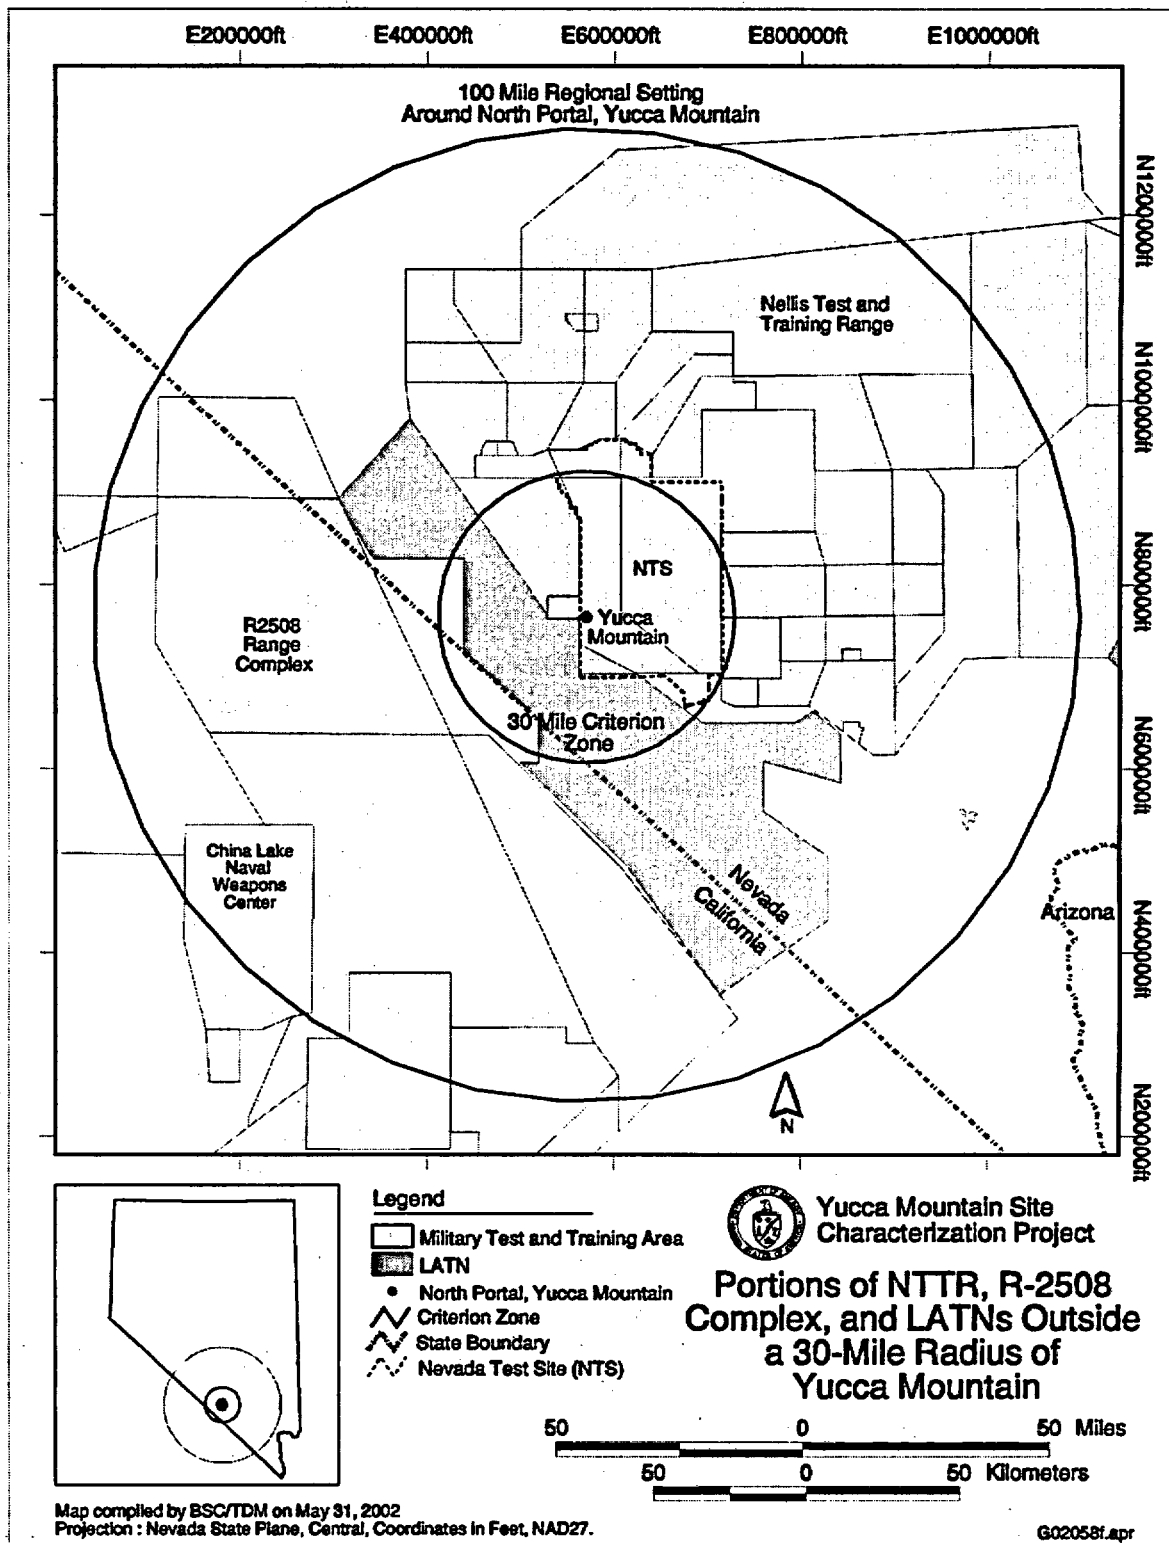 E200000ft E400000ft E600000ft E800000ft E1000000ft
100 Mile Regional Setting
Around North Portal, Yucca Mountain
N1200000ft
Nellis Test and
Training Range
N1000000ft
NTS
N800000ft
Yucca
Mountain
R2508
Range
Complex
30 Mile Criterion
Zone
N600000ft
China Lake
Naval
Weapons
Center
Nevada
California
Arizona
N400000ft
N
N200000ft
Legend
Military Test and Training Area
LATN
North Portal, Yucca Mountain
Criterion Zone
State Boundary
Nevada Test Site (NTS)
Yucca Mountain Site
Characterization Project
Portions of NTTR, R-2508
Complex, and LATNs Outside
a 30-Mile Radius of
Yucca Mountain
50 0 50 Miles
50 0 50 Kilometers
Map compiled by BSC/TDM on May 31, 2002
Projection : Nevada State Plane, Central, Coordinates in Feet, NAD27.
G02058f.apr